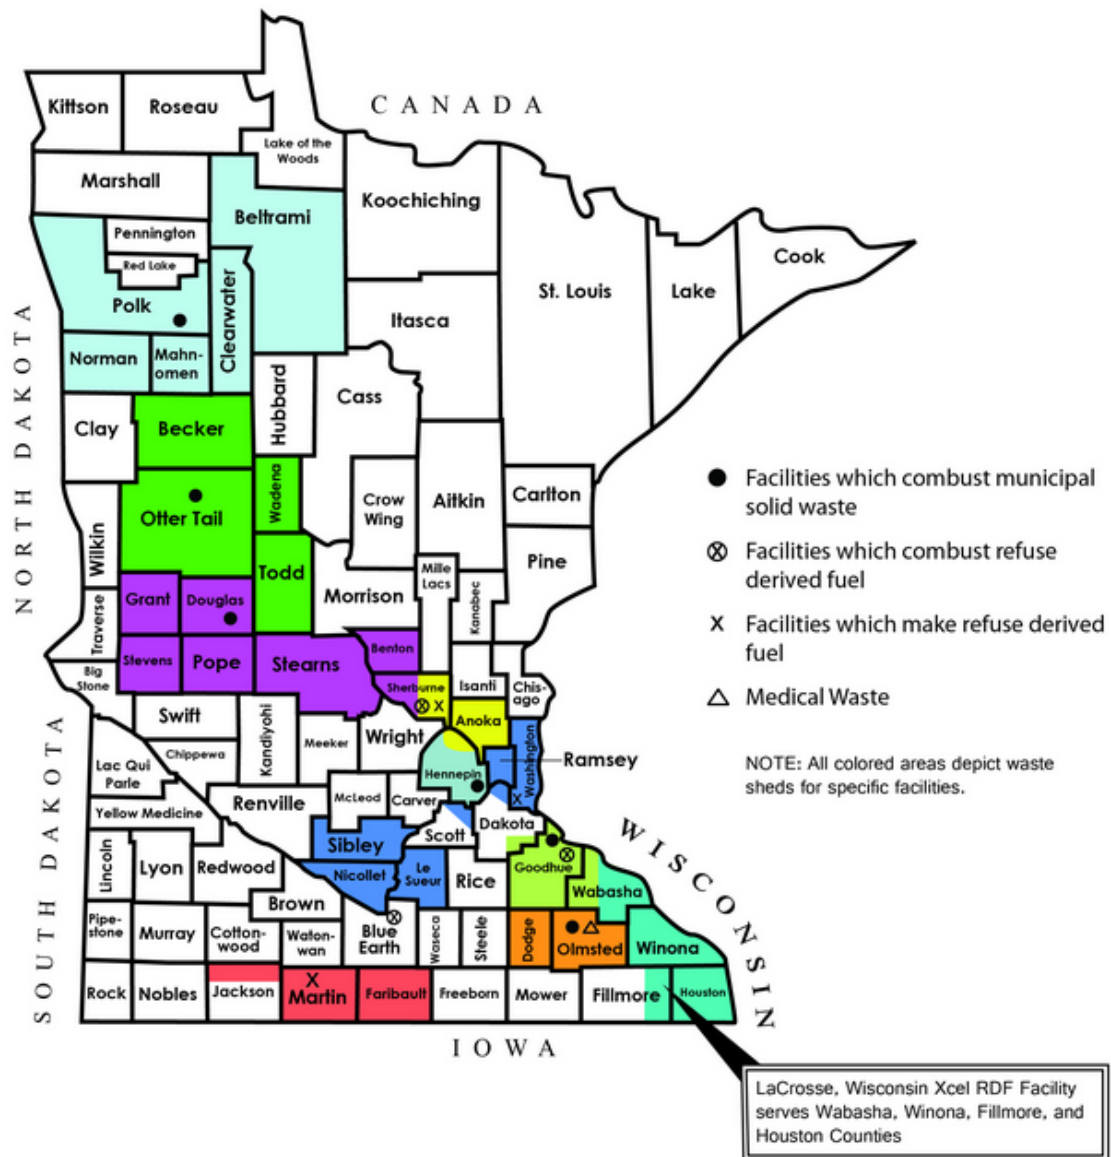 CANADA
Kittson
Roseau
Lake of the
Woods
Marshall
Koochiching
Beltrami
Pennington
Red Lake
Cook
Polk
Clearwater
St. Louis
Lake
Itasca
Norman
Mahn-
omen
NORTH DAKOTA
Hubbard
Cass
Clay
Becker
Wadena
Crow
Wing
Aitkin
Carlton
Otter Tail
Wilkin
Pine
Todd
Mille
Lacs
Morrison
Kanabec
Grant
Douglas
Traverse
Benton
Stevens
Pope
Stearns
Big
Stone
Sherburne
X
Isanti
Chis-
ago
Swift
Anoka
Kandiyohi
Meeker
Wright
Chippewa
Washington
Ramsey
Lac Qui
Parle
Hennepin
X
Renville
McLeod
Carver
Yellow Medicine
Scott
Dakota
SOUTH DAKOTA
Sibley
Lincoln
Lyon
Redwood
Nicollet
Le
Sueur
Rice
Goodhue
Wabasha
Brown
Pipe-
stone
Murray
Cotton-
wood
Waton-
wan
Blue
Earth
Waseca
Steele
Dodge
Olmsted
Winona
WISCONSIN
Rock
Nobles
Jackson
X
Martin
Faribault
Freeborn
Mower
Fillmore
Houston
IOWA
Facilities which combust municipal
solid waste
Facilities which combust refuse
derived fuel
X Facilities which make refuse derived
fuel
Medical Waste
NOTE: All colored areas depict waste
sheds for specific facilities.
LaCrosse, Wisconsin Xcel RDF Facility
serves Wabasha, Winona, Fillmore, and
Houston Counties